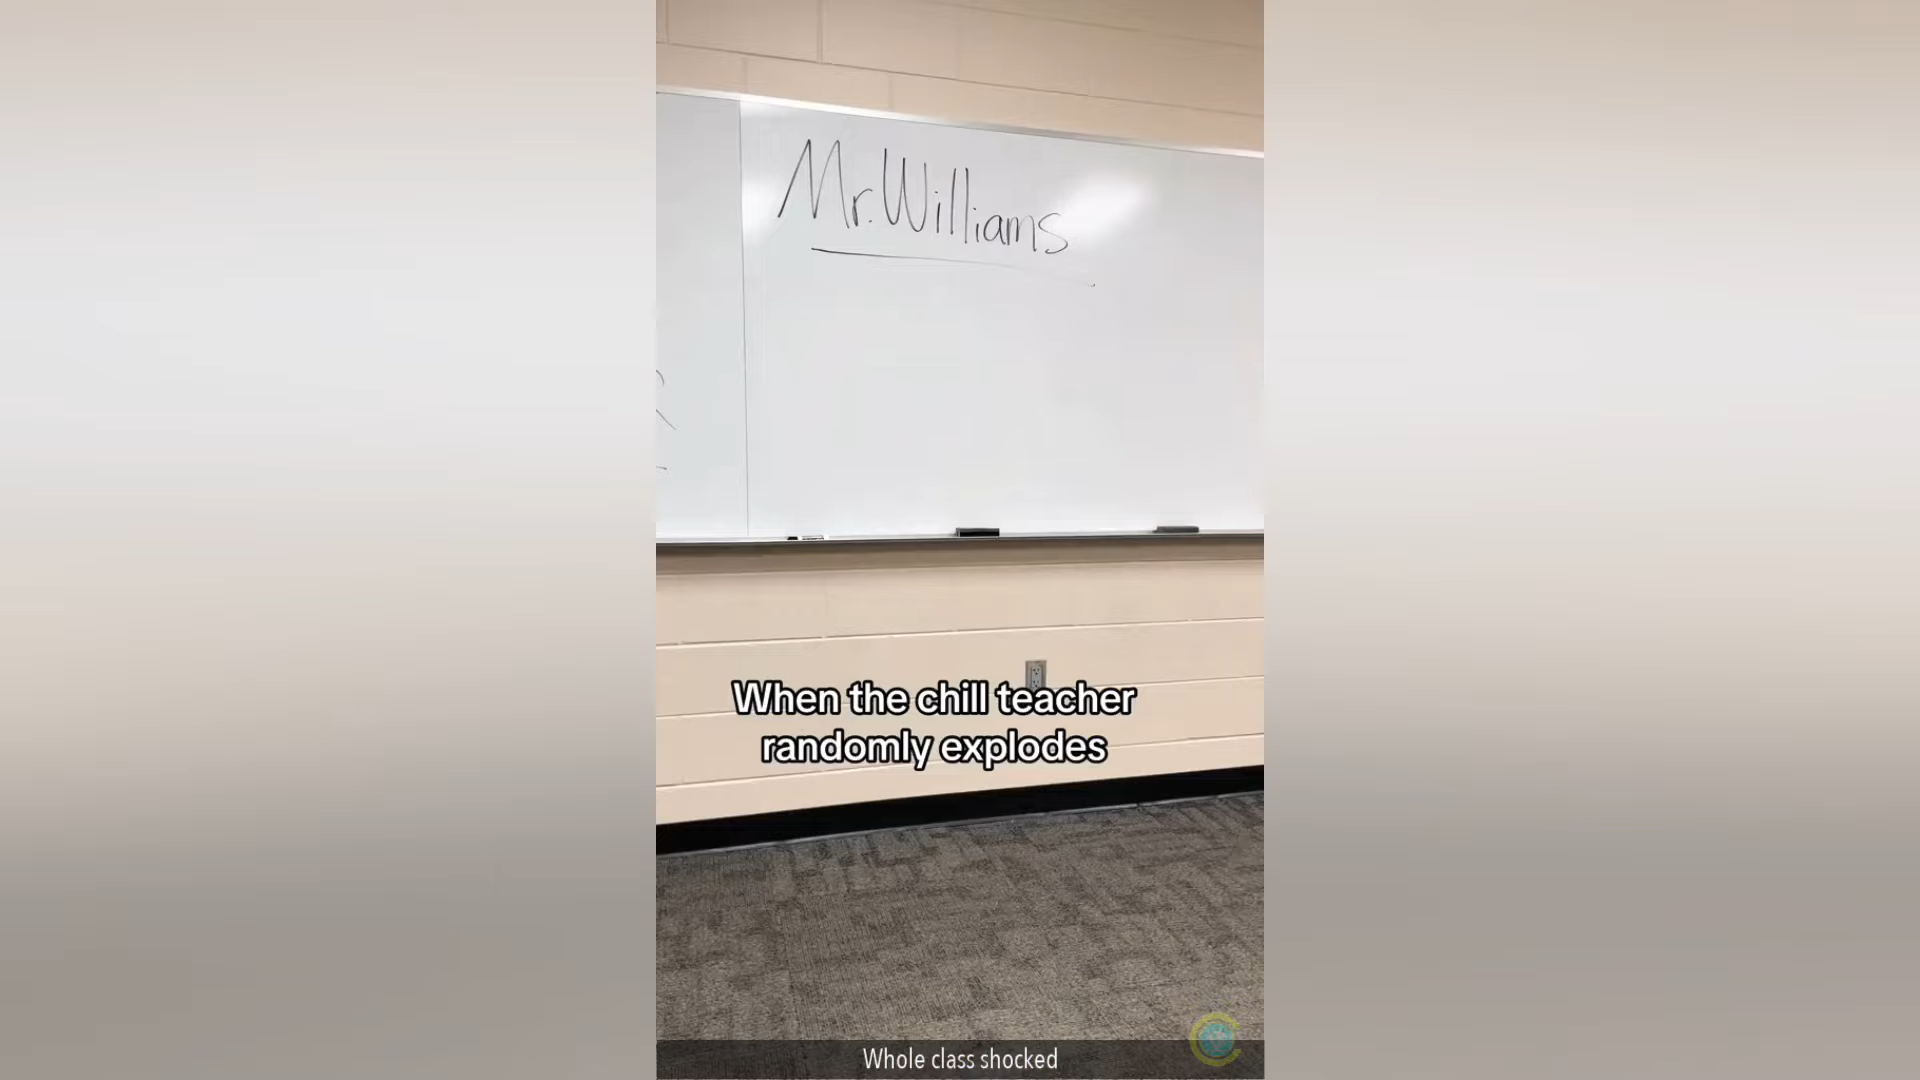 Mr. Williams
When the chill teacher
randomly explodes
Whole class shocked